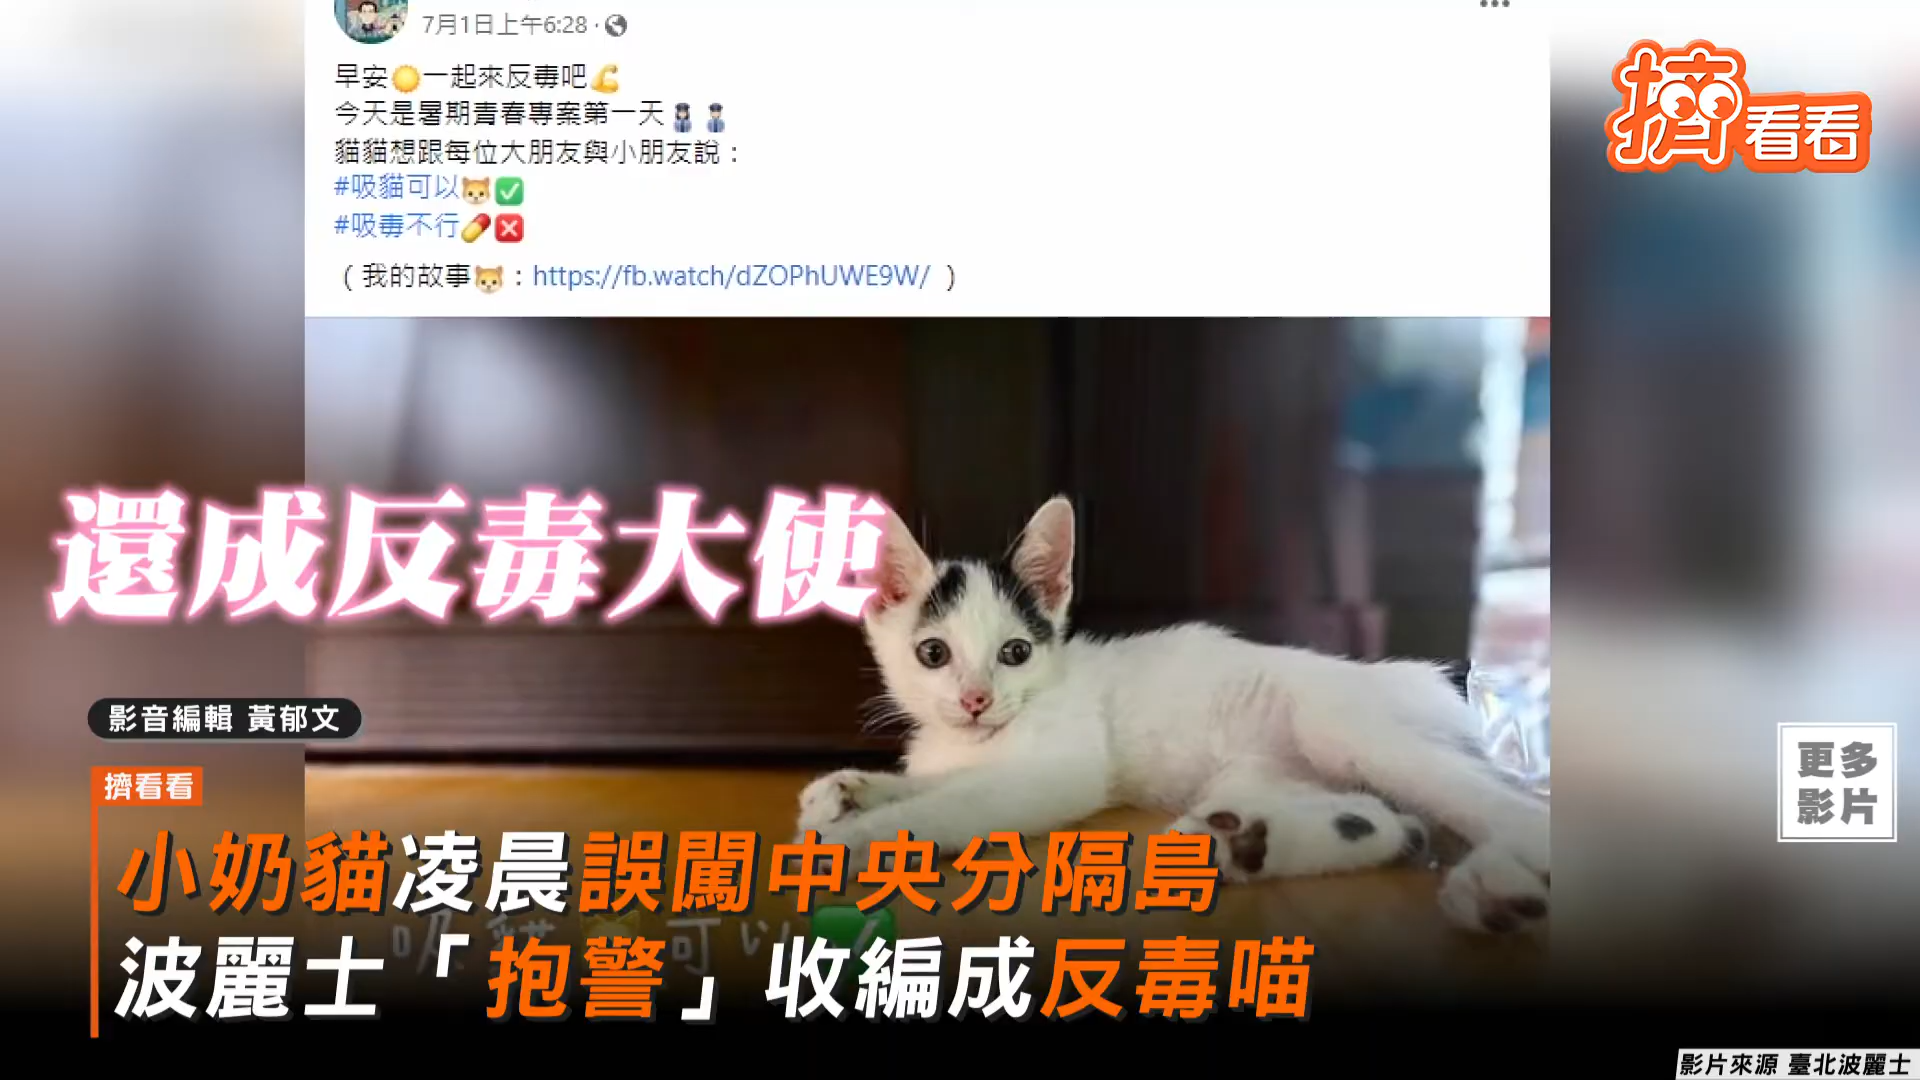 7月1日上午6:28
早安☀️一起來反毒吧💪
今天是暑期青春專案第一天👮‍♀️👮‍♂️
貓貓想跟每位大朋友與小朋友說：
#吸貓可以🐱✅
#吸毒不行💊❌
（我的故事🐱：https://fb.watch/dZOPhUWE9W/ ）
擠看看
還成反毒大使
影音編輯 黃郁文
擠看看
小奶貓凌晨誤闖中央分隔島
吸貓可以
波麗士「抱警」收編成反毒喵
更多
影片
影片來源 臺北波麗士